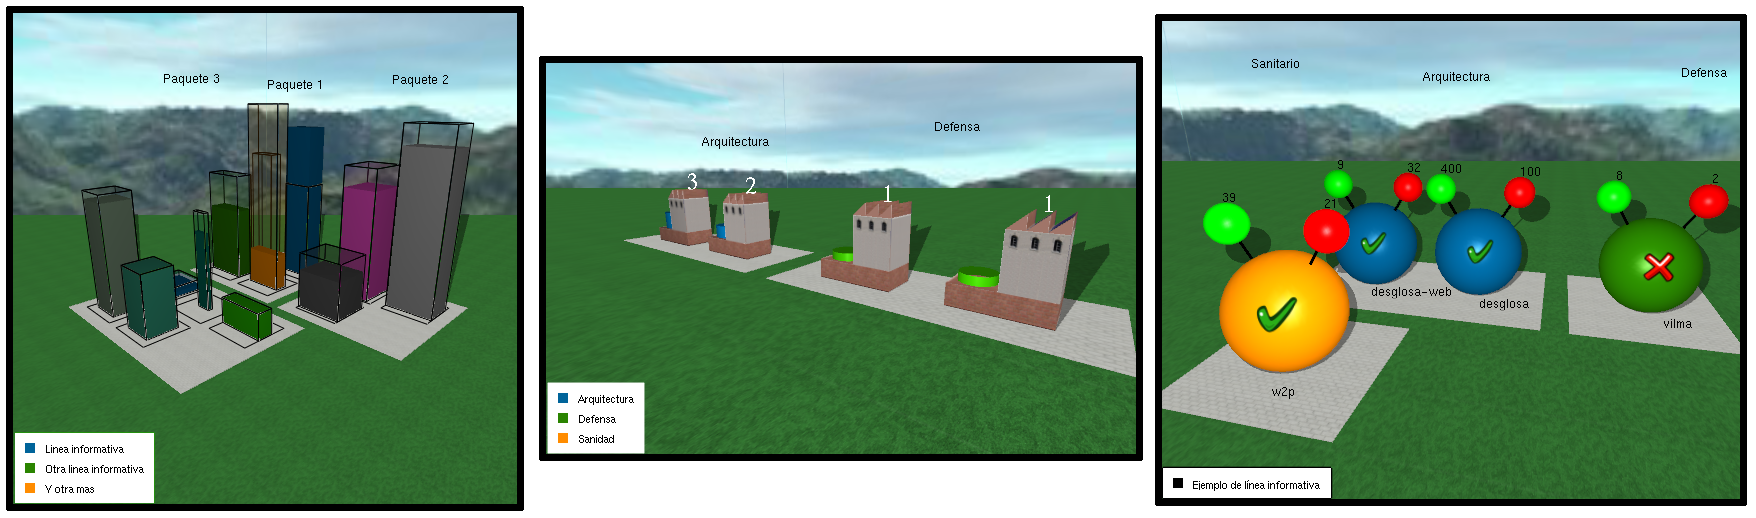 Paquete 3
Paquete 1
Paquete 2
Linea informativa
Otra linea informativa
Y otra mas
Arquitectura
Defensa
3
2
1
1
Arquitectura
Defensa
Sanidad
Sanitario
Arquitectura
Defensa
39
21
9
32
400
100
8
2
desglosa-web
desglosa
vilma
w2p
Ejemplo de línea informativa